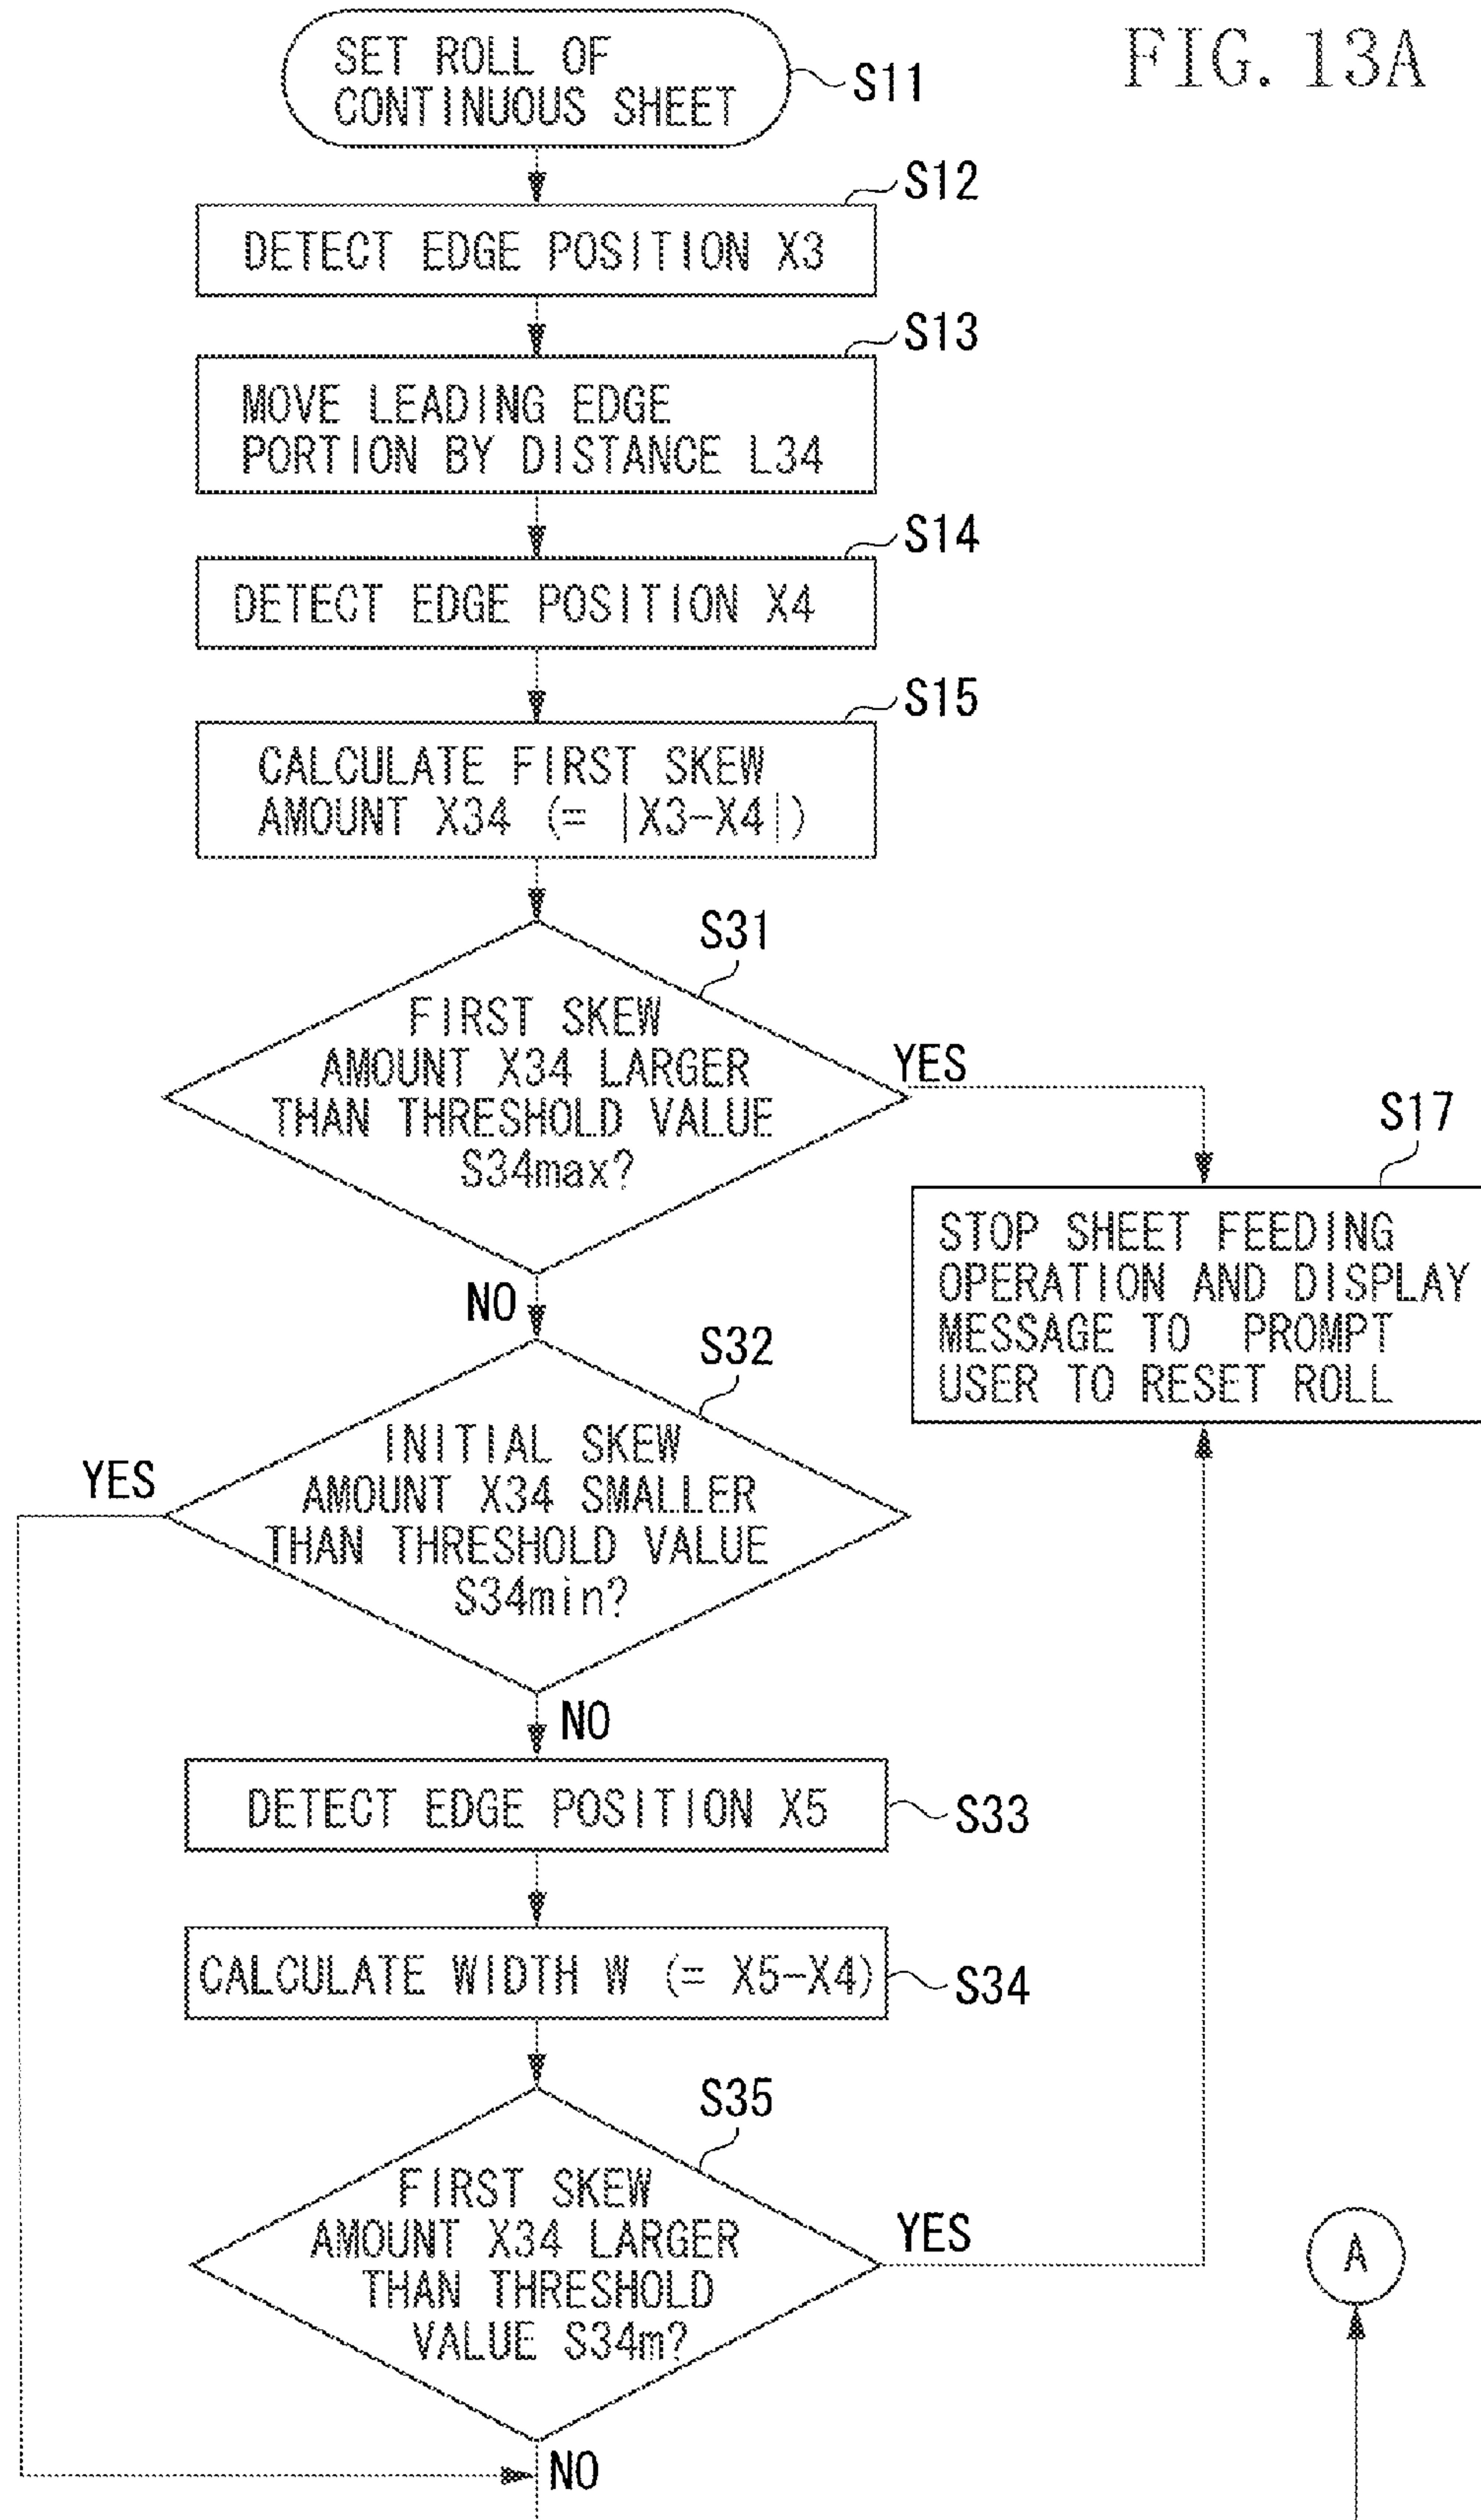 FIG. 13A
SET ROLL OF
CONTINUOUS SHEET
S11
S12
DETECT EDGE POSITION X3
S13
MOVE LEADING EDGE
PORTION BY DISTANCE L34
S14
DETECT EDGE POSITION X4
S15
CALCULATE FIRST SKEW
AMOUNT X34 (= |X3-X4|)
S31
FIRST SKEW
AMOUNT X34 LARGER
THAN THRESHOLD VALUE
S34max?
YES
NO
S17
STOP SHEET FEEDING
OPERATION AND DISPLAY
MESSAGE TO PROMPT
USER TO RESET ROLL
S32
INITIAL SKEW
AMOUNT X34 SMALLER
THAN THRESHOLD VALUE
S34min?
YES
NO
DETECT EDGE POSITION X5
S33
CALCULATE WIDTH W (= X5-X4)
S34
S35
FIRST SKEW
AMOUNT X34 LARGER
THAN THRESHOLD
VALUE S34m?
YES
NO
A